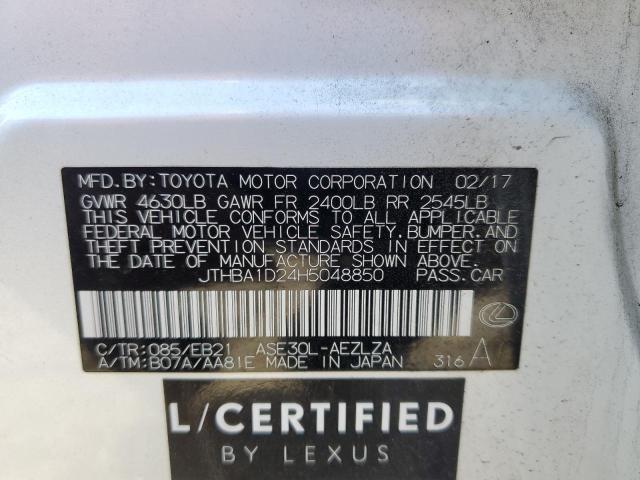 MFD.BY:TOYOTA MOTOR CORPORATION 02/17
GVWR 4630LB GAWR FR 2400LB RR 2545LB
THIS VEHICLE CONFORMS TO ALL APPLICABLE
FEDERAL MOTOR VEHICLE SAFETY,BUMPER,AND
THEFT PREVENTION STANDARDS IN EFFECT ON
THE DATE OF MANUFACTURE SHOWN ABOVE.
JTHBA1D24H5048850 PASS.CAR
C/TR:085/EB21 ASE30L-AEZLZA
A/TM:B07A/AA81E MADE IN JAPAN 316 A
L/CERTIFIED
BY LEXUS